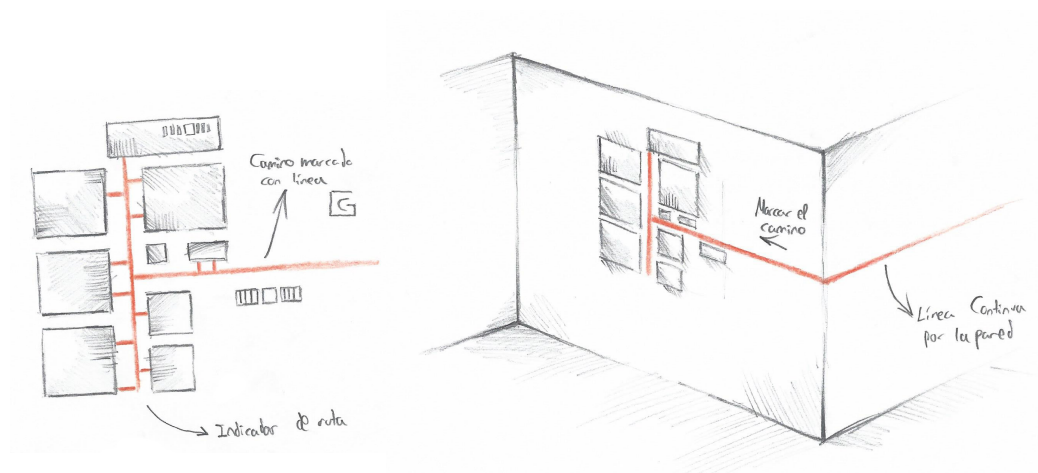 Camino marcado
con línea
G
Indicador de ruta
Marcar el
camino
Línea Continua
por la pared